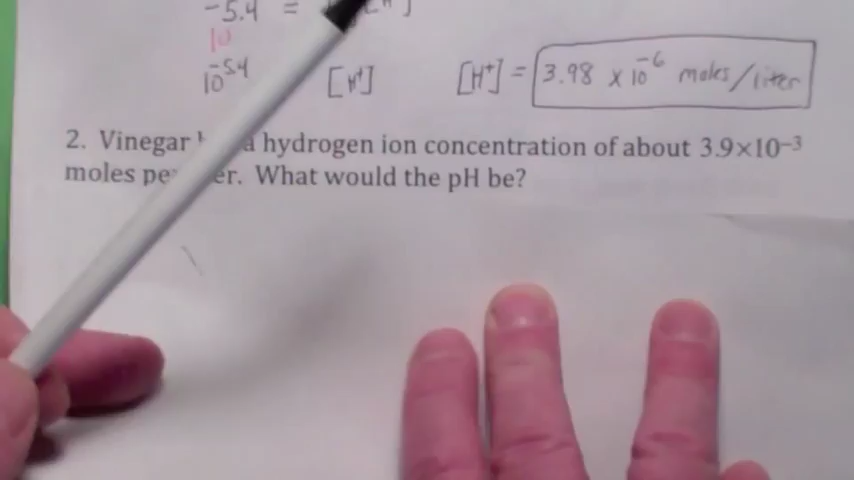 -5.4 =
10
10^-5.4 [H+] [H+] = 3.98 x 10^-6 moles/liter
2. Vinegar a hydrogen ion concentration of about 3.9×10^–3
moles pe er. What would the pH be?